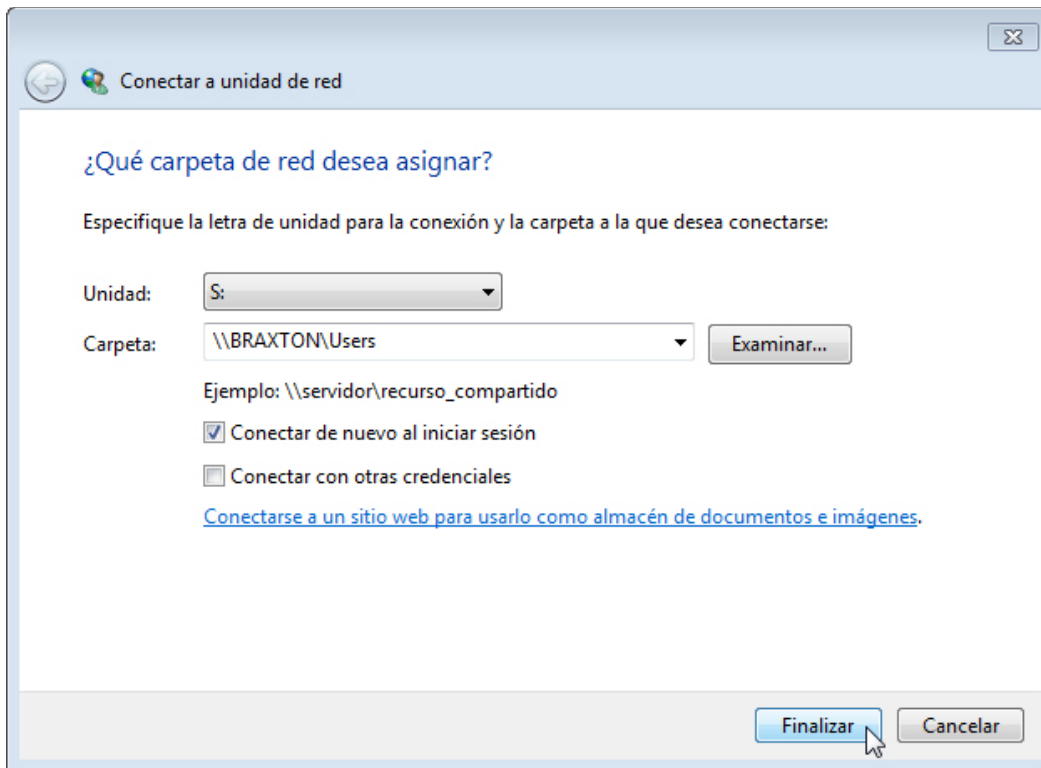 Conectar a unidad de red
¿Qué carpeta de red desea asignar?
Especifique la letra de unidad para la conexión y la carpeta a la que desea conectarse:
Unidad: S:
Carpeta: \\BRAXTON\Users Examinar...
Ejemplo: \\servidor\recurso_compartido
Conectar de nuevo al iniciar sesión
Conectar con otras credenciales
Conectarse a un sitio web para usarlo como almacén de documentos e imágenes.
Finalizar Cancelar